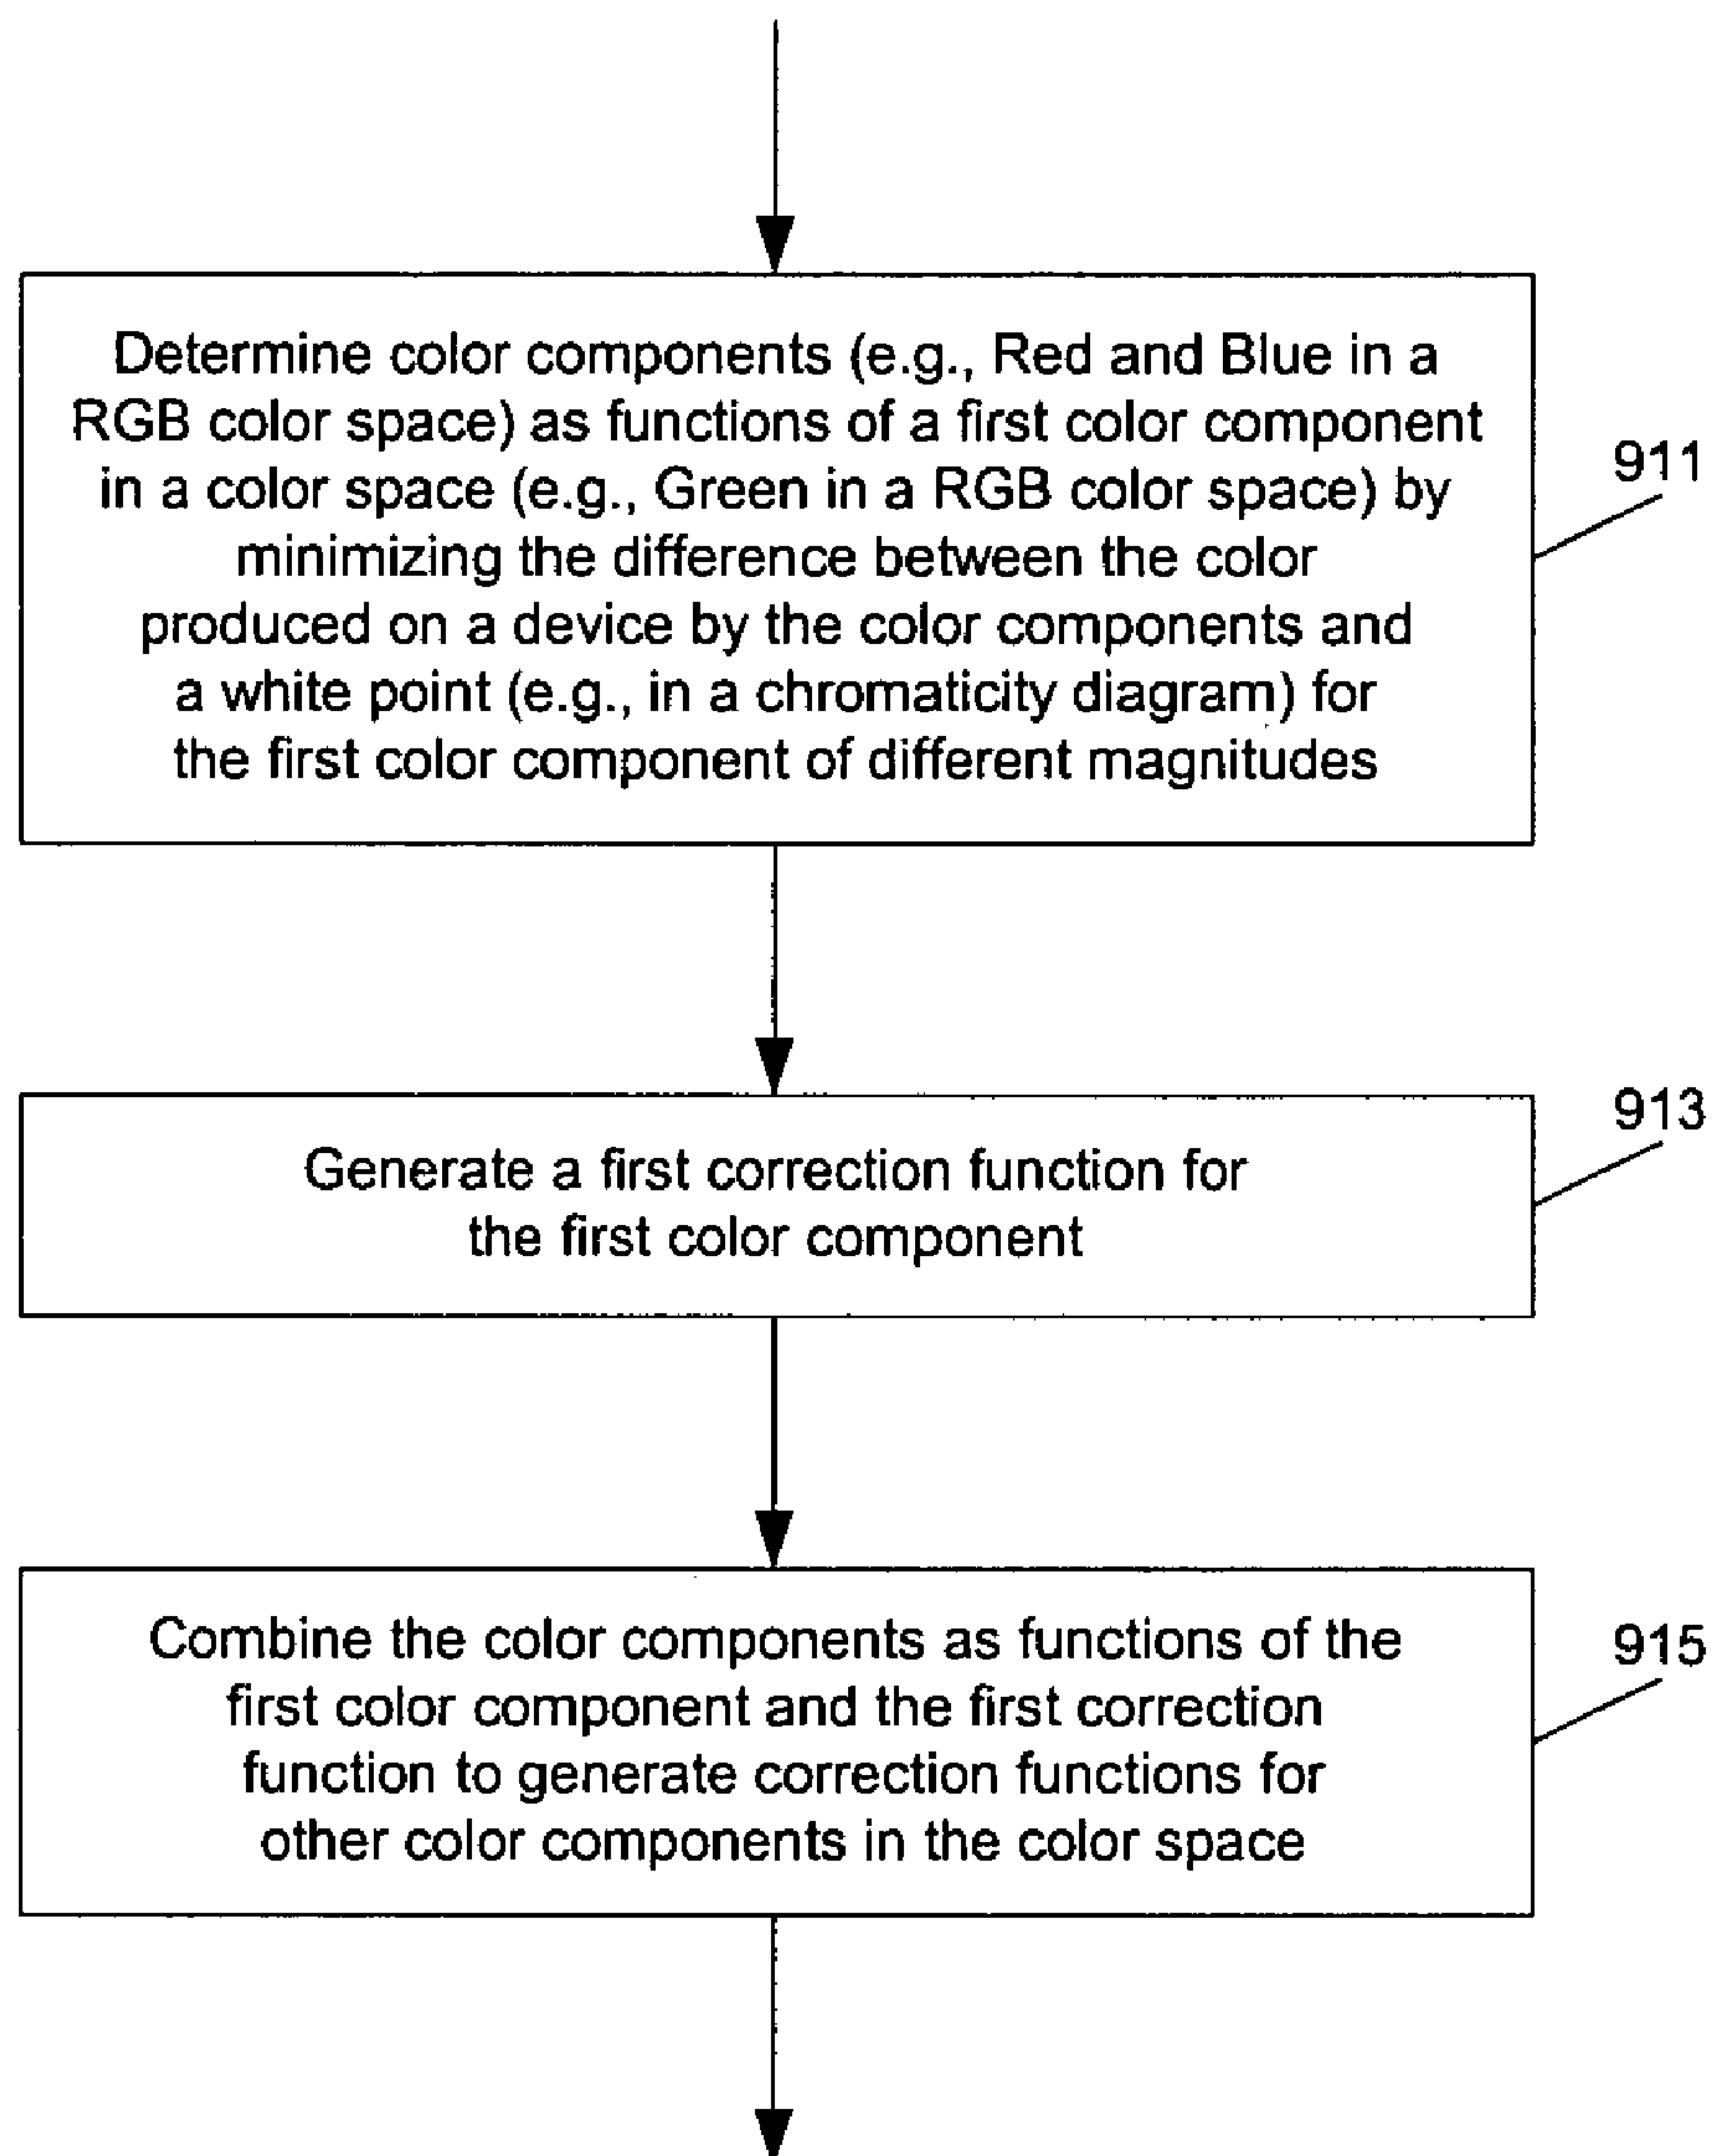 Determine color components (e.g., Red and Blue in a
RGB color space) as functions of a first color component
in a color space (e.g., Green in a RGB color space) by
minimizing the difference between the color
produced on a device by the color components and
a white point (e.g., in a chromaticity diagram) for
the first color component of different magnitudes
911
Generate a first correction function for
the first color component
913
Combine the color components as functions of the
first color component and the first correction
function to generate correction functions for
other color components in the color space
915